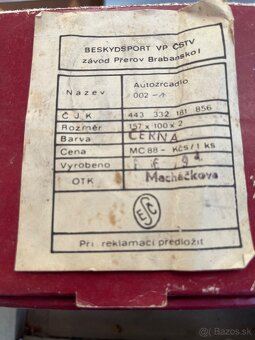 BESKYDSPORT VP ČSTV
závod Přerov Brabansko I
Název Autozrcadlo
002-
Č J K 443 332 181 856
Rozměr 157 x 100 x 2
Barva ČERNÁ
Cena MC 88 - Kčs/1 ks
Vyrobeno
OTK Macháčková
ESČ
Při reklamaci předložit
© Bazos.sk